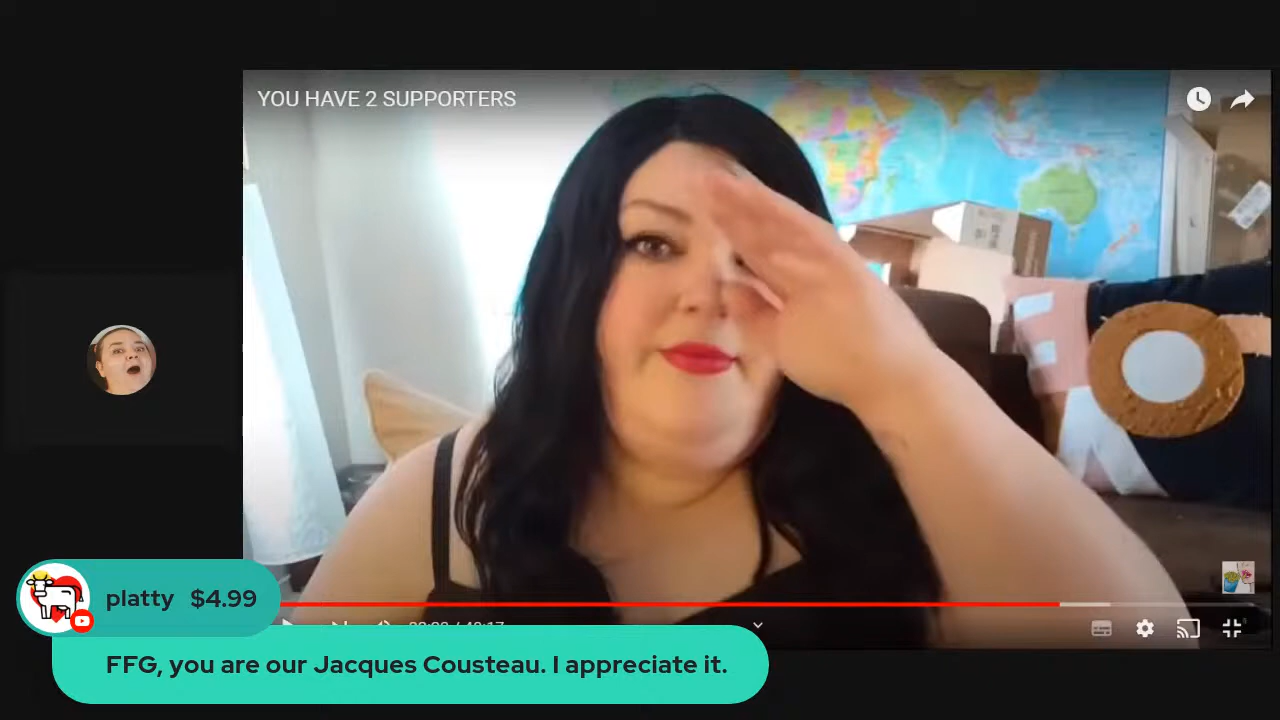 YOU HAVE 2 SUPPORTERS
platty $4.99
FFG, you are our Jacques Cousteau. I appreciate it.